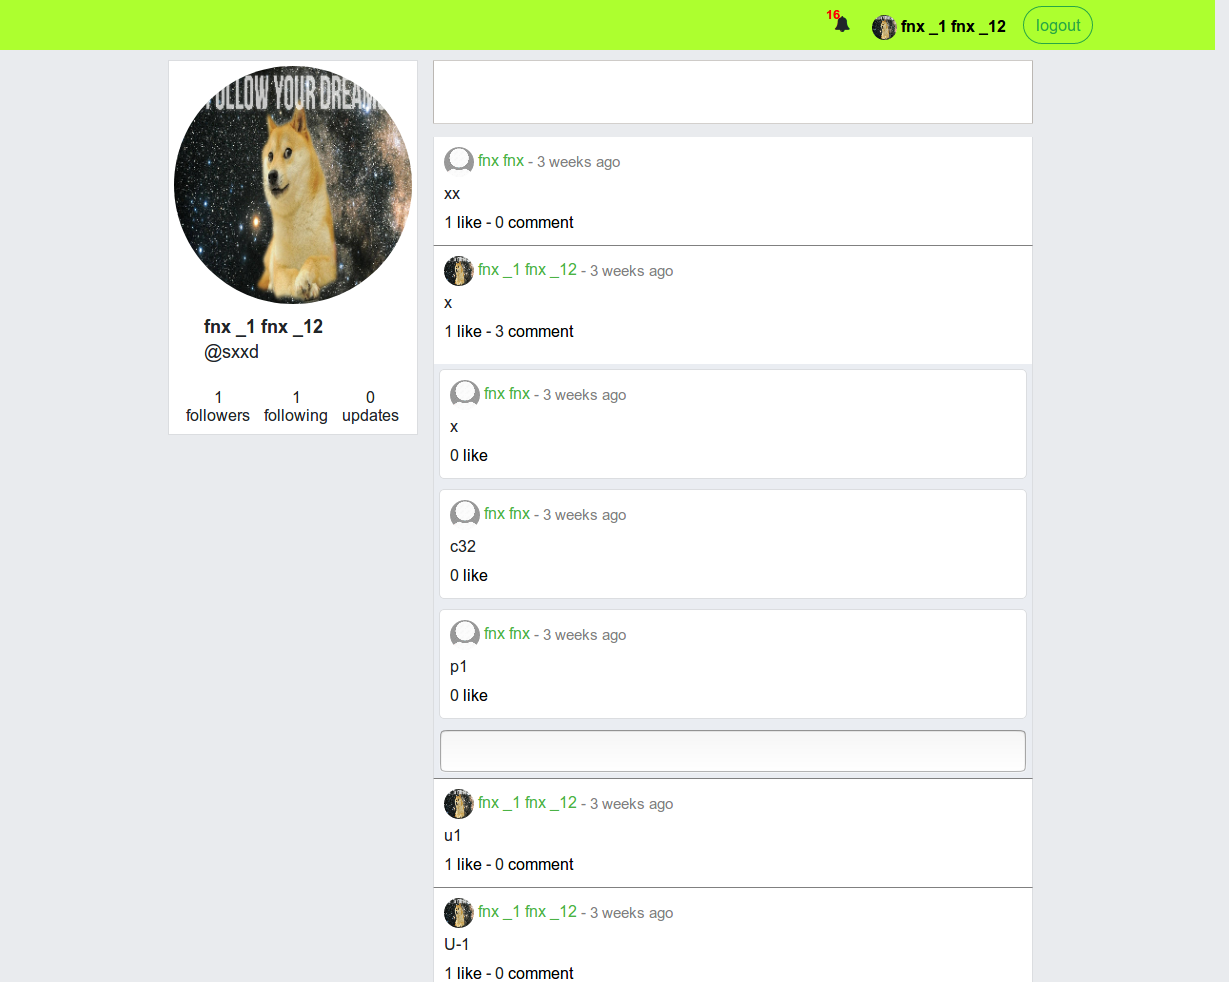 16
fnx _1 fnx _12
logout
FOLLOW YOUR DREAMS
fnx _1 fnx _12
@sxxd
1 1 0
followers following updates
fnx fnx - 3 weeks ago
xx
1 like - 0 comment
fnx _1 fnx _12 - 3 weeks ago
x
1 like - 3 comment
fnx fnx - 3 weeks ago
x
0 like
fnx fnx - 3 weeks ago
c32
0 like
fnx fnx - 3 weeks ago
p1
0 like
fnx _1 fnx _12 - 3 weeks ago
u1
1 like - 0 comment
fnx _1 fnx _12 - 3 weeks ago
U-1
1 like - 0 comment